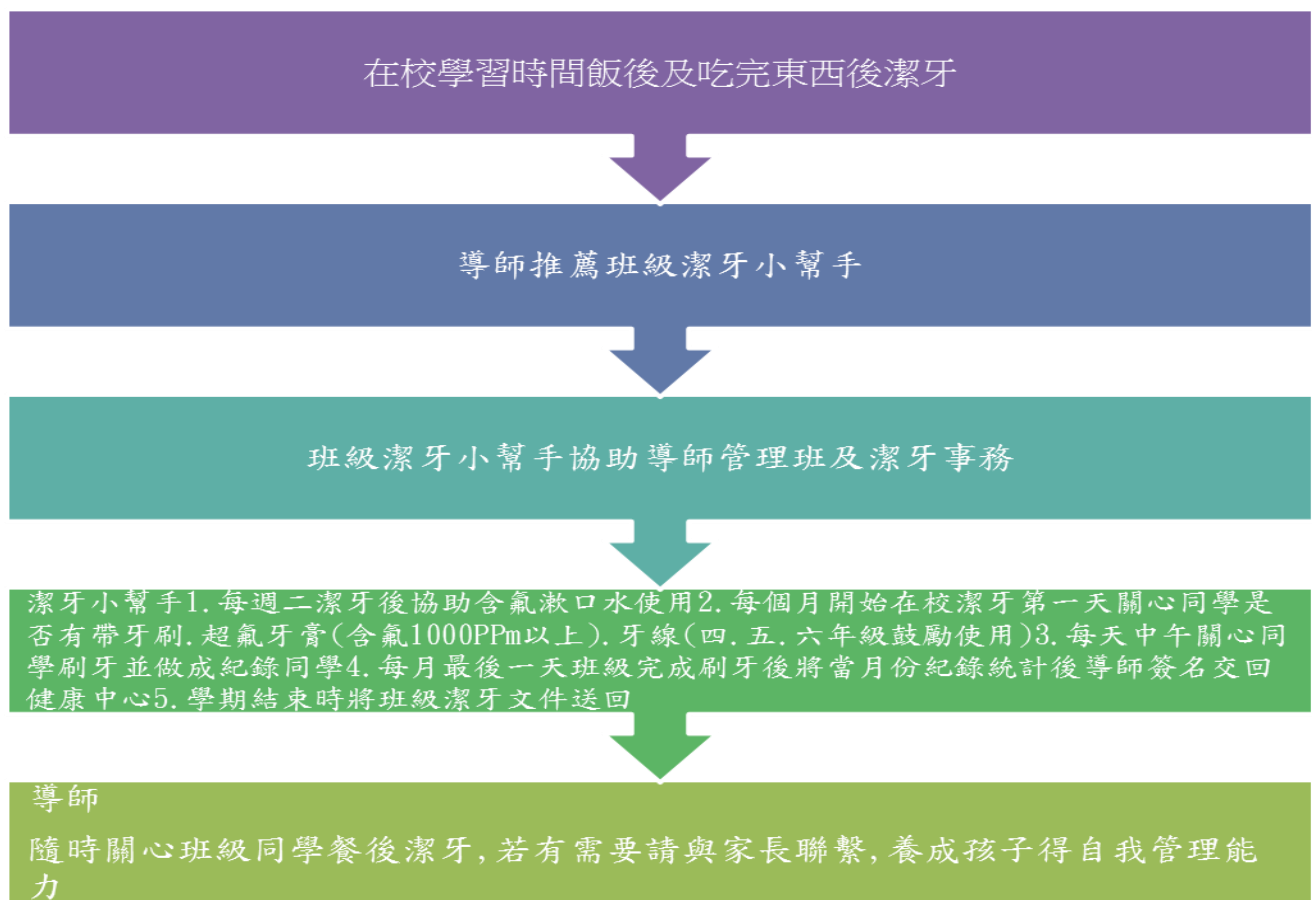 在校學習時間飯後及吃完東西後潔牙
導師推薦班級潔牙小幫手
班級潔牙小幫手協助導師管理班及潔牙事務
潔牙小幫手1.每週二潔牙後協助含氟漱口水使用2.每個月開始在校潔牙第一天關心同學是
否有帶牙刷.超氟牙膏(含氟1000PPm以上).牙線(四.五.六年級鼓勵使用)3.每天中午關心同
學刷牙並做成紀錄同學4.每月最後一天班級完成刷牙後將當月份紀錄統計後導師簽名交回
健康中心5.學期結束時將班級潔牙文件送回
導師
隨時關心班級同學餐後潔牙,若有需要請與家長聯繫,養成孩子得自我管理能
力